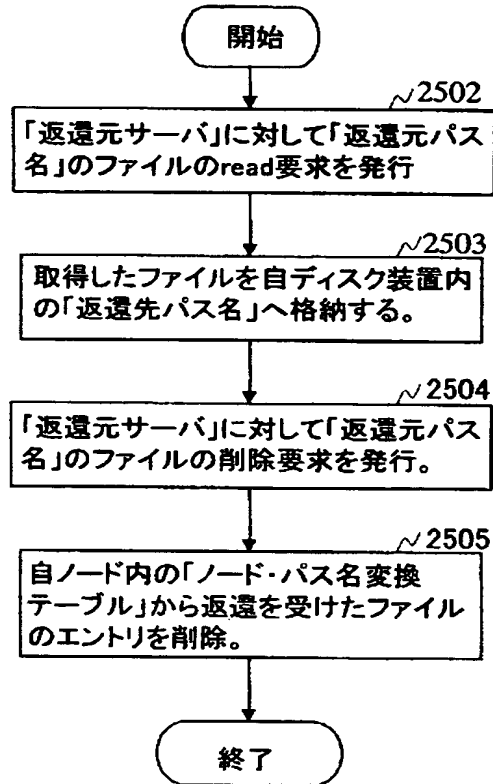 開始
2502
「返還元サーバ」に対して「返還元パス
名」のファイルのread要求を発行
2503
取得したファイルを自ディスク装置内
の「返還先パス名」へ格納する。
2504
「返還元サーバ」に対して「返還元パス
名」のファイルの削除要求を発行。
2505
自ノード内の「ノード・パス名変換
テーブル」から返還を受けたファイル
のエントリを削除。
終了